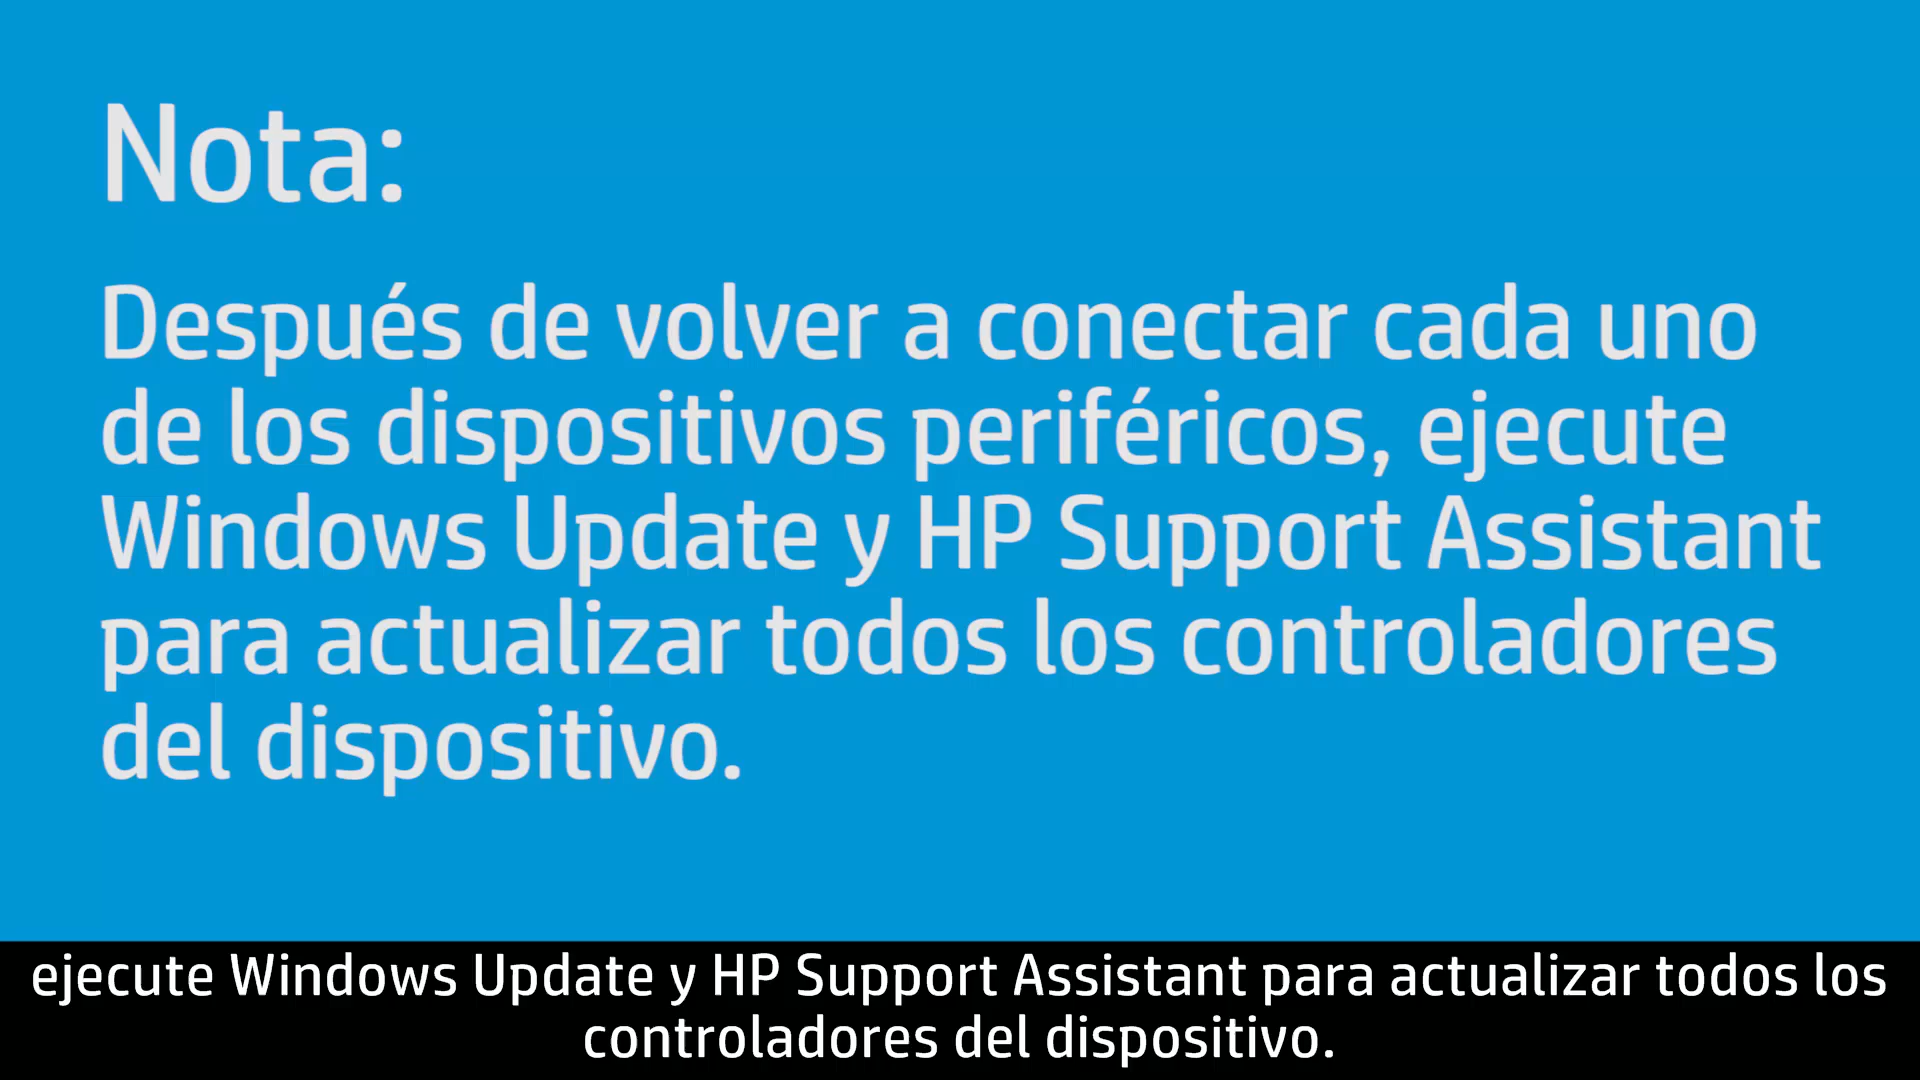 Nota:
Después de volver a conectar cada uno
de los dispositivos periféricos, ejecute
Windows Update y HP Support Assistant
para actualizar todos los controladores
del dispositivo.
ejecute Windows Update y HP Support Assistant para actualizar todos los
controladores del dispositivo.